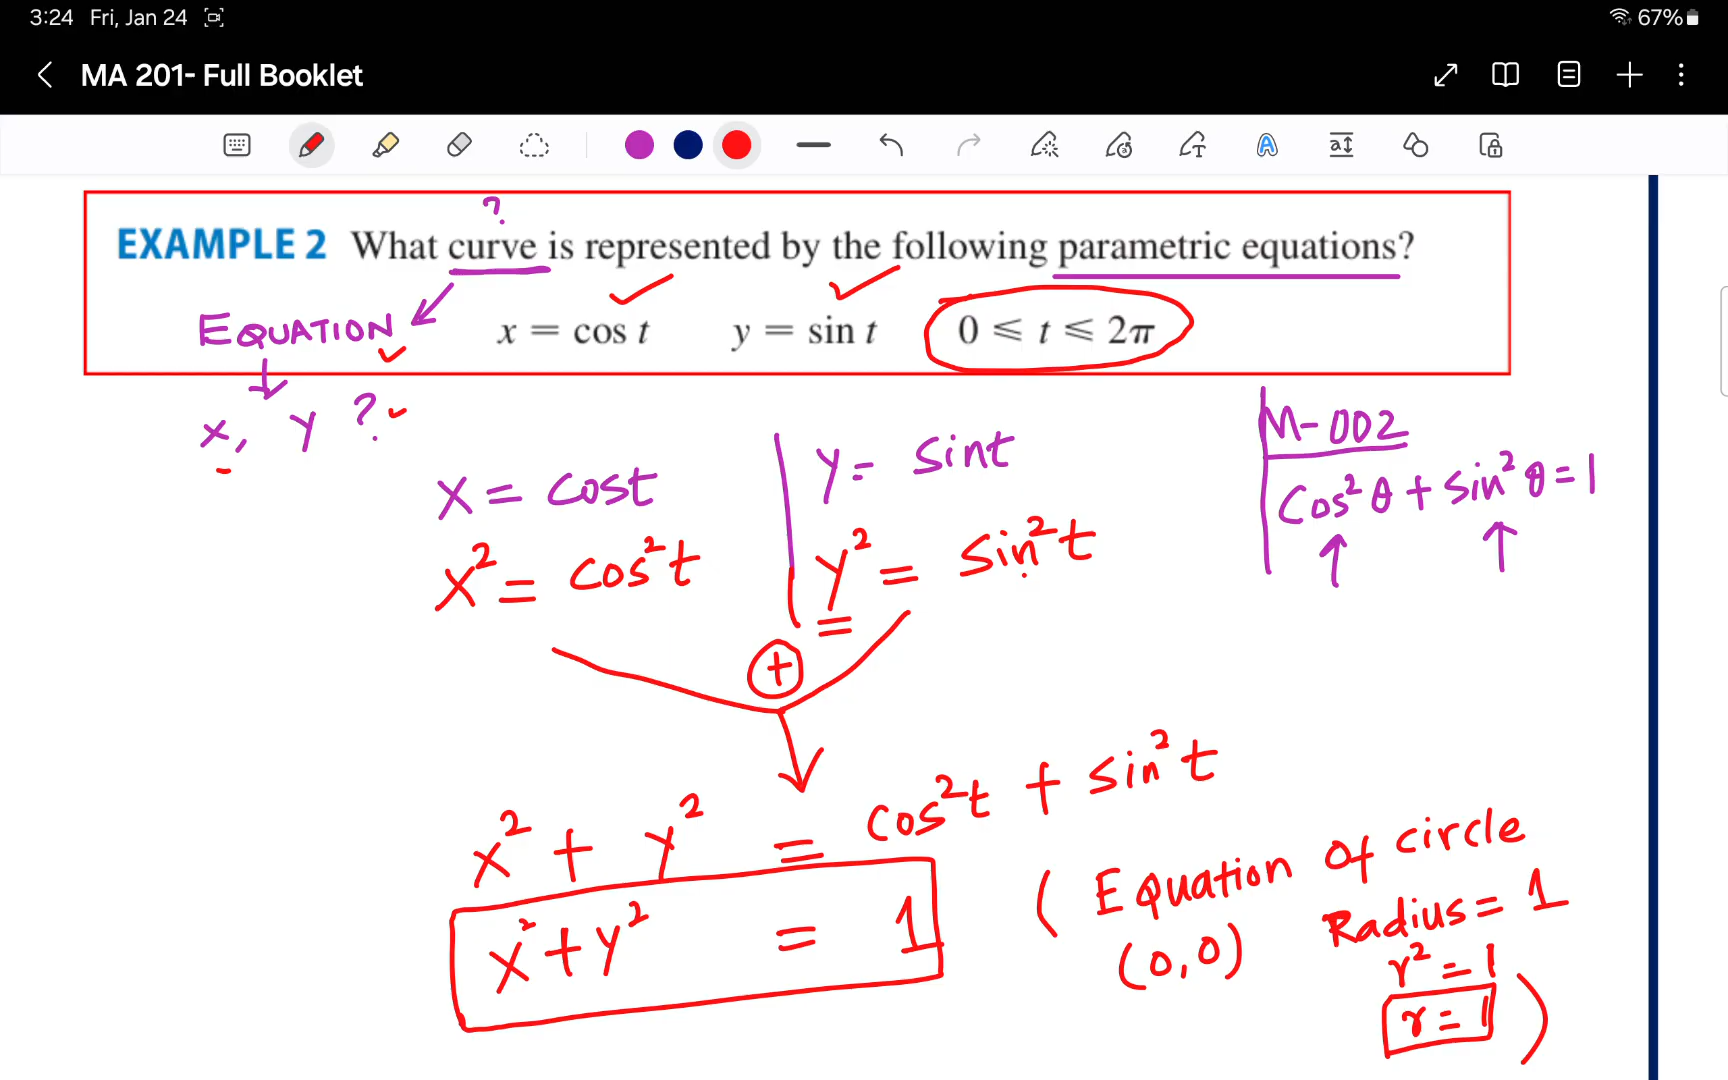 3:24 Fri, Jan 24 67%
MA 201- Full Booklet
?
EXAMPLE 2 What curve is represented by the following parametric equations?
EQUATION x = cos t y = sin t 0 ⩽ t ⩽ 2π
x, y ?
M-002
x = cost y = sint
cos²θ + sin²θ = 1
x² = cos²t y² = sin²t
+
x² + y² = cos²t + sin²t
x² + y² = 1
( Equation of circle
(0,0) Radius = 1
r² = 1
r = 1 )